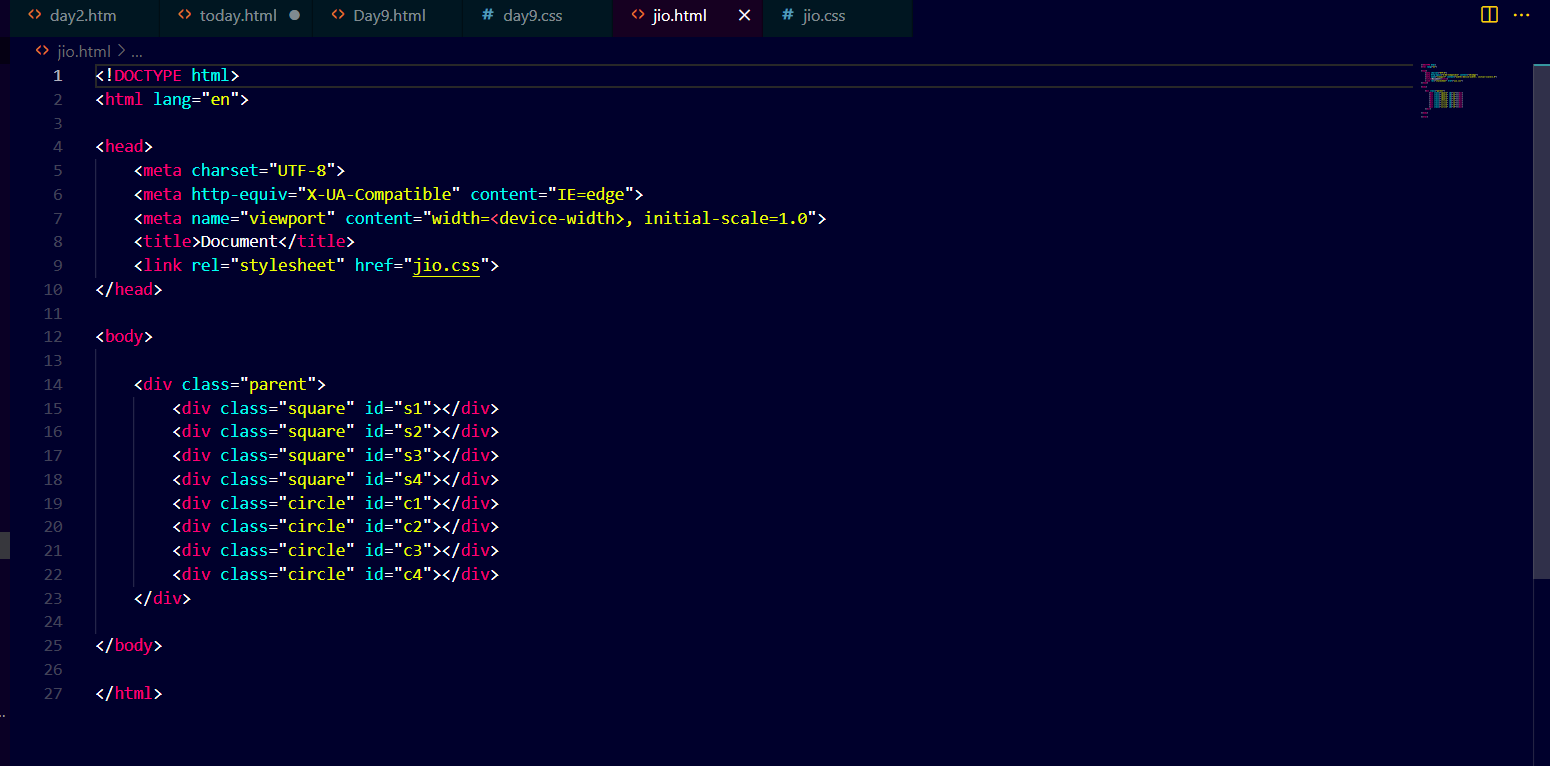 day2.htm today.html Day9.html # day9.css jio.html # jio.css
jio.html > ...
1 <!DOCTYPE html>
2 <html lang="en">
3
4 <head>
5     <meta charset="UTF-8">
6     <meta http-equiv="X-UA-Compatible" content="IE=edge">
7     <meta name="viewport" content="width=<device-width>, initial-scale=1.0">
8     <title>Document</title>
9     <link rel="stylesheet" href="jio.css">
10 </head>
11
12 <body>
13
14     <div class="parent">
15         <div class="square" id="s1"></div>
16         <div class="square" id="s2"></div>
17         <div class="square" id="s3"></div>
18         <div class="square" id="s4"></div>
19         <div class="circle" id="c1"></div>
20         <div class="circle" id="c2"></div>
21         <div class="circle" id="c3"></div>
22         <div class="circle" id="c4"></div>
23     </div>
24
25 </body>
26
27 </html>